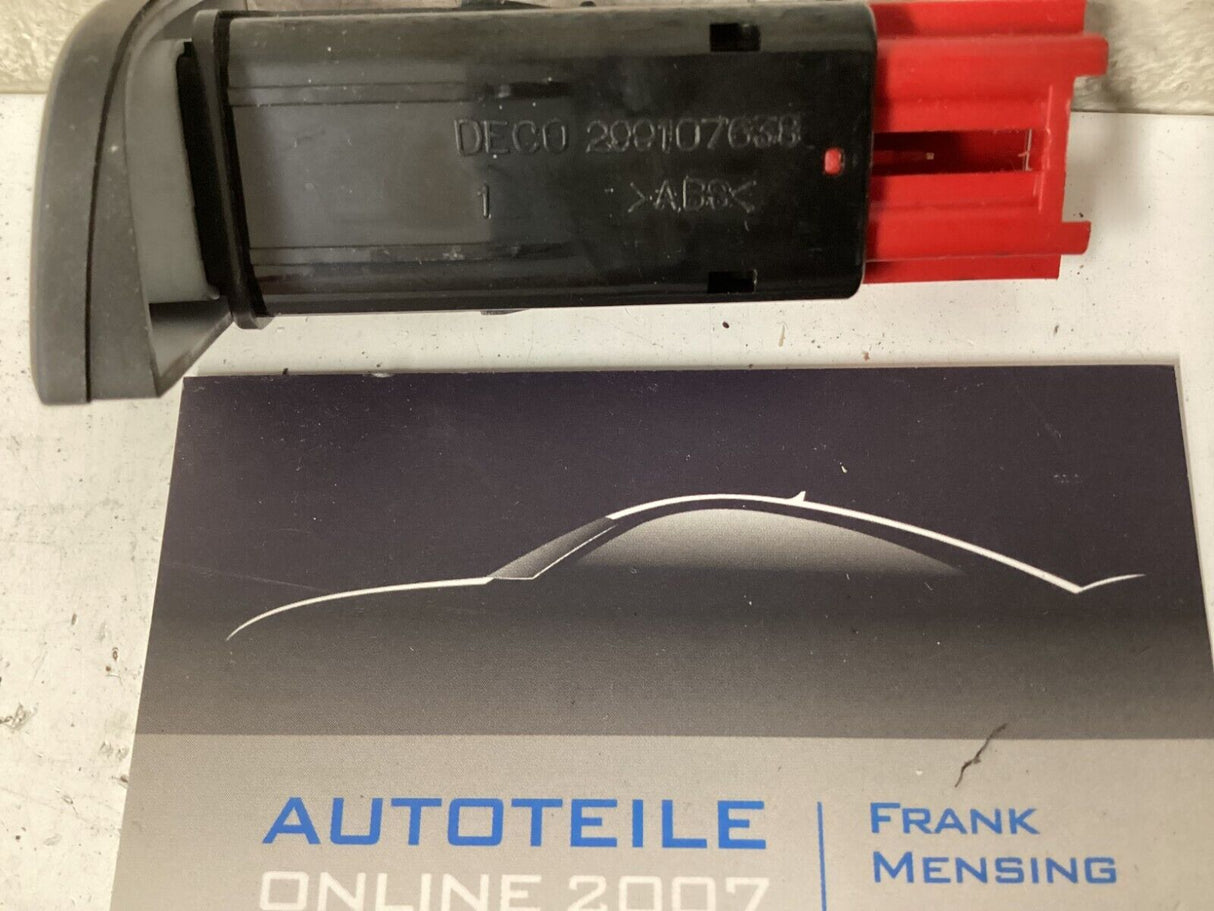 DECO 299107638
1 >ABS<
AUTOTEILE
ONLINE 2007
FRANK
MENSING